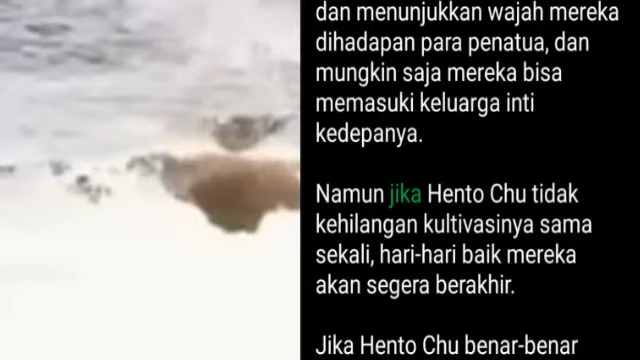 dan menunjukkan wajah mereka
dihadapan para penatua, dan
mungkin saja mereka bisa
memasuki keluarga inti
kedepanya.
Namun jika Hento Chu tidak
kehilangan kultivasinya sama
sekali, hari-hari baik mereka
akan segera berakhir.
Jika Hento Chu benar-benar